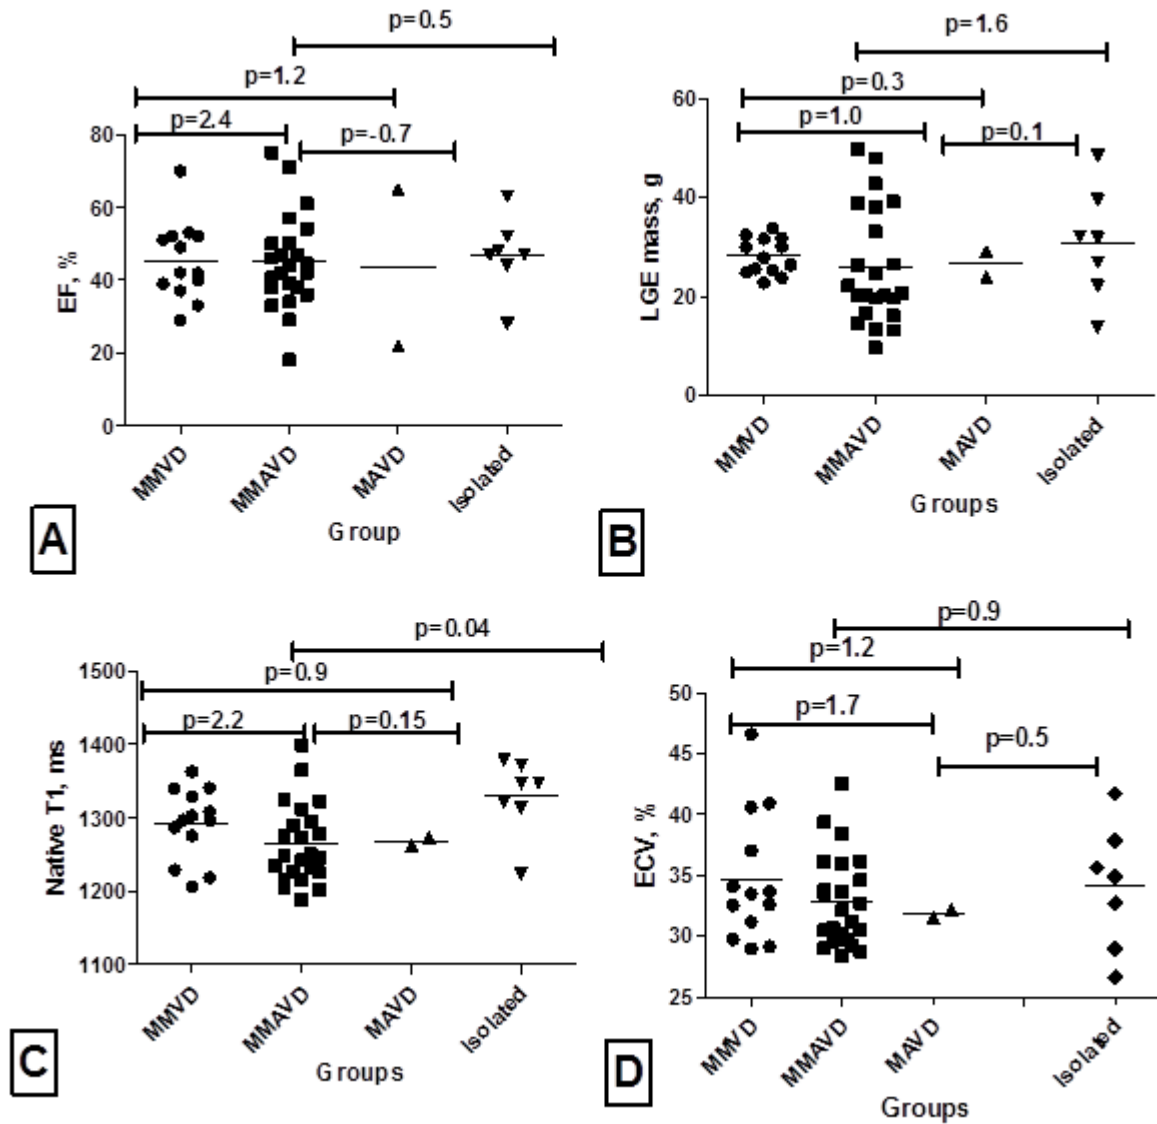 p=0.5
p=1.2
p=2.4
p=-0.7
80
60
40
20
0
EF, %
MMVD
MMAVD
MAVD
Isolated
Group
A
p=1.6
p=0.3
p=1.0
p=0.1
60
40
20
0
LGE mass, g
MMVD
MMAVD
MAVD
Isolated
Groups
B
p=0.04
p=0.9
p=2.2
p=0.15
1500
1400
1300
1200
1100
Native T1, ms
MMVD
MMAVD
MAVD
Isolated
Groups
C
p=0.9
p=1.2
p=1.7
p=0.5
50
45
40
35
30
25
ECV, %
MMVD
MMAVD
MAVD
Isolated
Groups
D